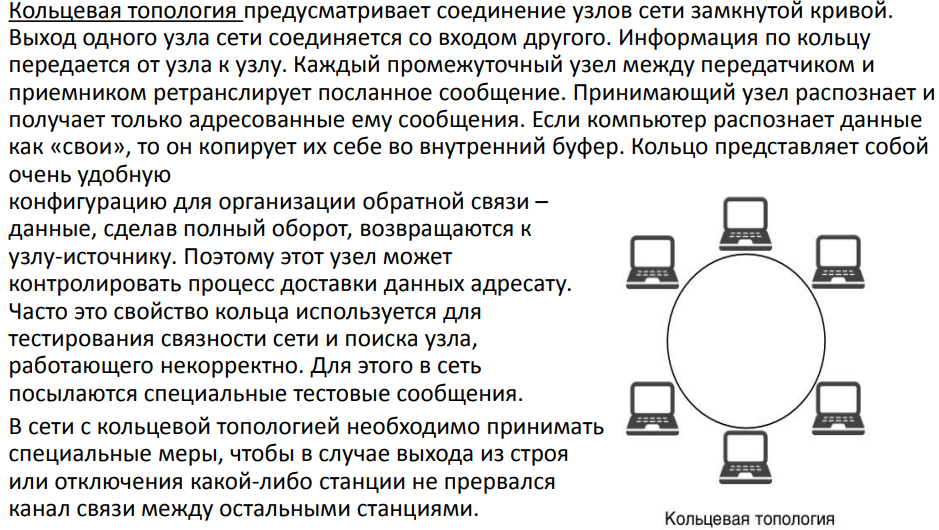 Кольцевая топология предусматривает соединение узлов сети замкнутой кривой.
Выход одного узла сети соединяется со входом другого. Информация по кольцу
передается от узла к узлу. Каждый промежуточный узел между передатчиком и
приемником ретранслирует посланное сообщение. Принимающий узел распознает и
получает только адресованные ему сообщения. Если компьютер распознает данные
как «свои», то он копирует их себе во внутренний буфер. Кольцо представляет собой
очень удобную
конфигурацию для организации обратной связи –
данные, сделав полный оборот, возвращаются к
узлу-источнику. Поэтому этот узел может
контролировать процесс доставки данных адресату.
Часто это свойство кольца используется для
тестирования связности сети и поиска узла,
работающего некорректно. Для этого в сеть
посылаются специальные тестовые сообщения.
В сети с кольцевой топологией необходимо принимать
специальные меры, чтобы в случае выхода из строя
или отключения какой-либо станции не прервался
канал связи между остальными станциями.
Кольцевая топология